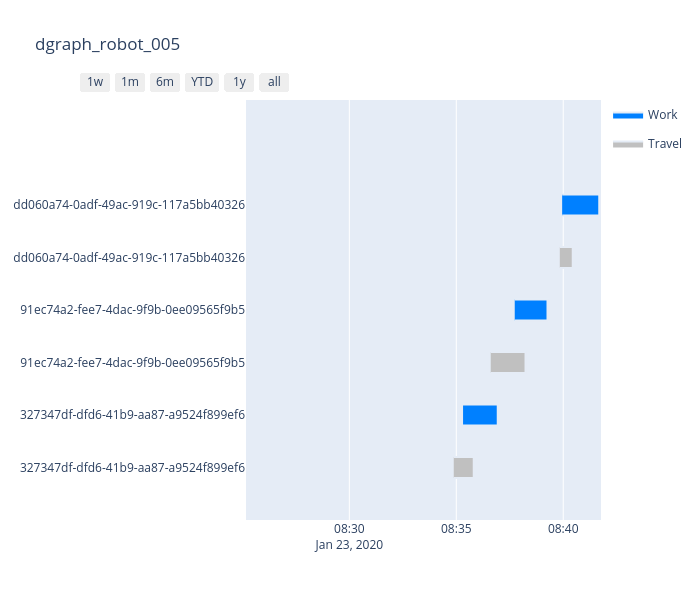 dgraph_robot_005
1w 1m 6m YTD 1y all
Work
Travel
dd060a74-0adf-49ac-919c-117a5bb40326
dd060a74-0adf-49ac-919c-117a5bb40326
91ec74a2-fee7-4dac-9f9b-0ee09565f9b5
91ec74a2-fee7-4dac-9f9b-0ee09565f9b5
327347df-dfd6-41b9-aa87-a9524f899ef6
327347df-dfd6-41b9-aa87-a9524f899ef6
08:30 08:35 08:40
Jan 23, 2020